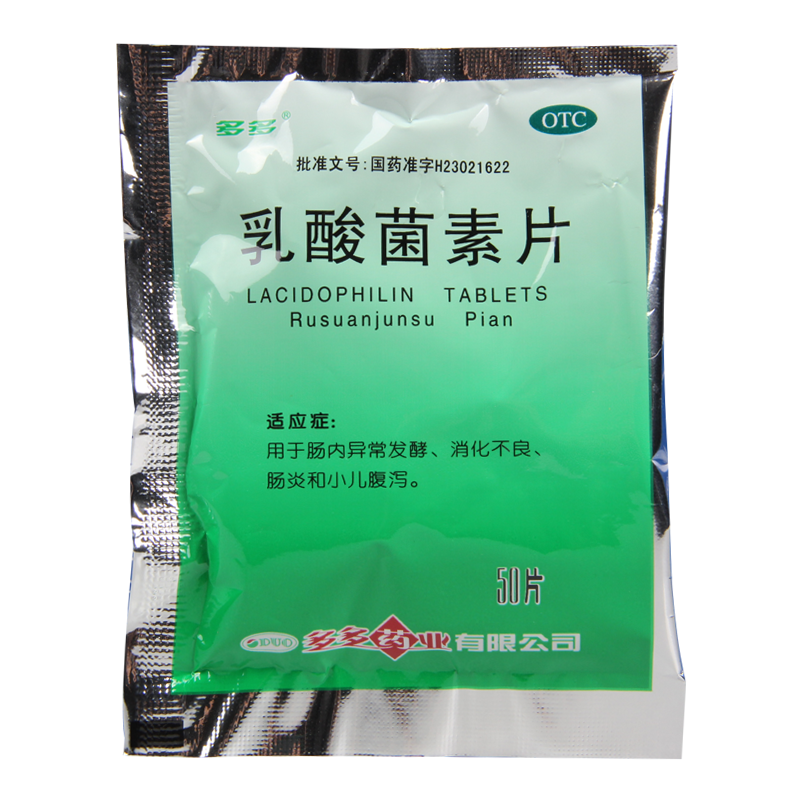 多多®
OTC
批准文号:国药准字H23021622
乳酸菌素片
LACIDOPHILIN TABLETS
Rusuanjunsu Pian
适应症:
用于肠内异常发酵、消化不良、
肠炎和小儿腹泻。
50片
DUO 多多药业有限公司